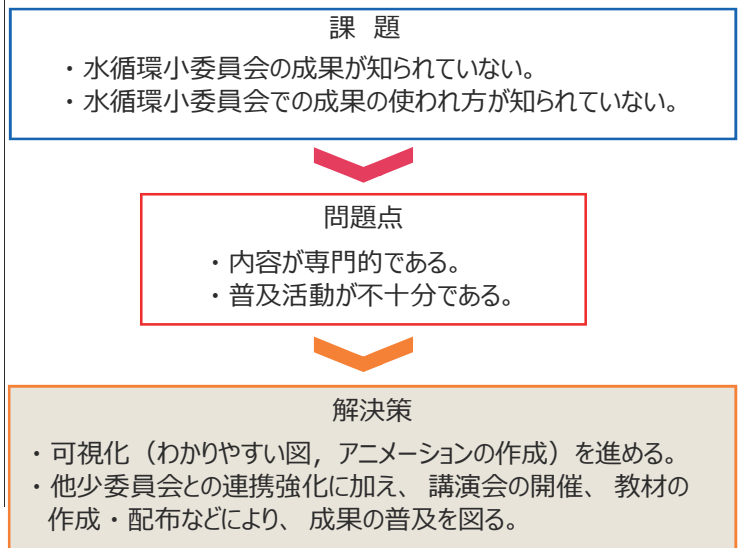 課 題
・水循環小委員会の成果が知られていない。
・水循環小委員会での成果の使われ方が知られていない。
問題点
・内容が専門的である。
・普及活動が不十分である。
解決策
・可視化（わかりやすい図，アニメーションの作成）を進める。
・他少委員会との連携強化に加え、講演会の開催、教材の
作成・配布などにより、成果の普及を図る。